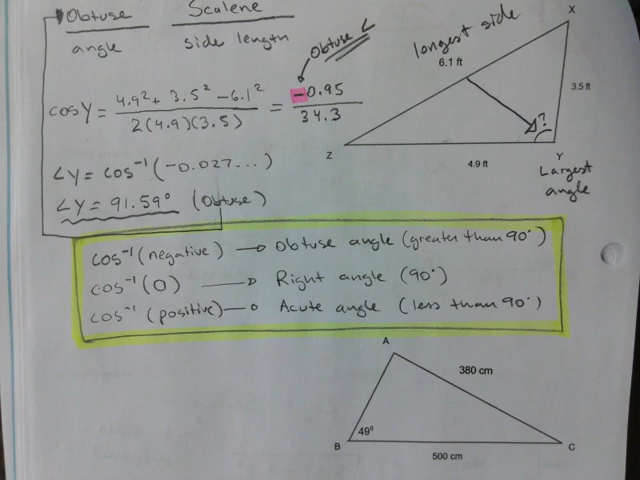 Obtuse Scalene
angle side length
Obtuse ∠
cosY = 4.9² + 3.5² - 6.1² / 2(4.9)(3.5) = -0.95 / 34.3
∠Y = cos⁻¹(-0.027...)
∠Y = 91.59° (Obtuse)
longest side
X
6.1 ft
3.5 ft
?
Z
4.9 ft
Y
Largest
angle
cos⁻¹(negative) → Obtuse angle (greater than 90°)
cos⁻¹(0) → Right angle (90°)
cos⁻¹(positive) → Acute angle (less than 90°)
A
380 cm
49°
B
500 cm
C